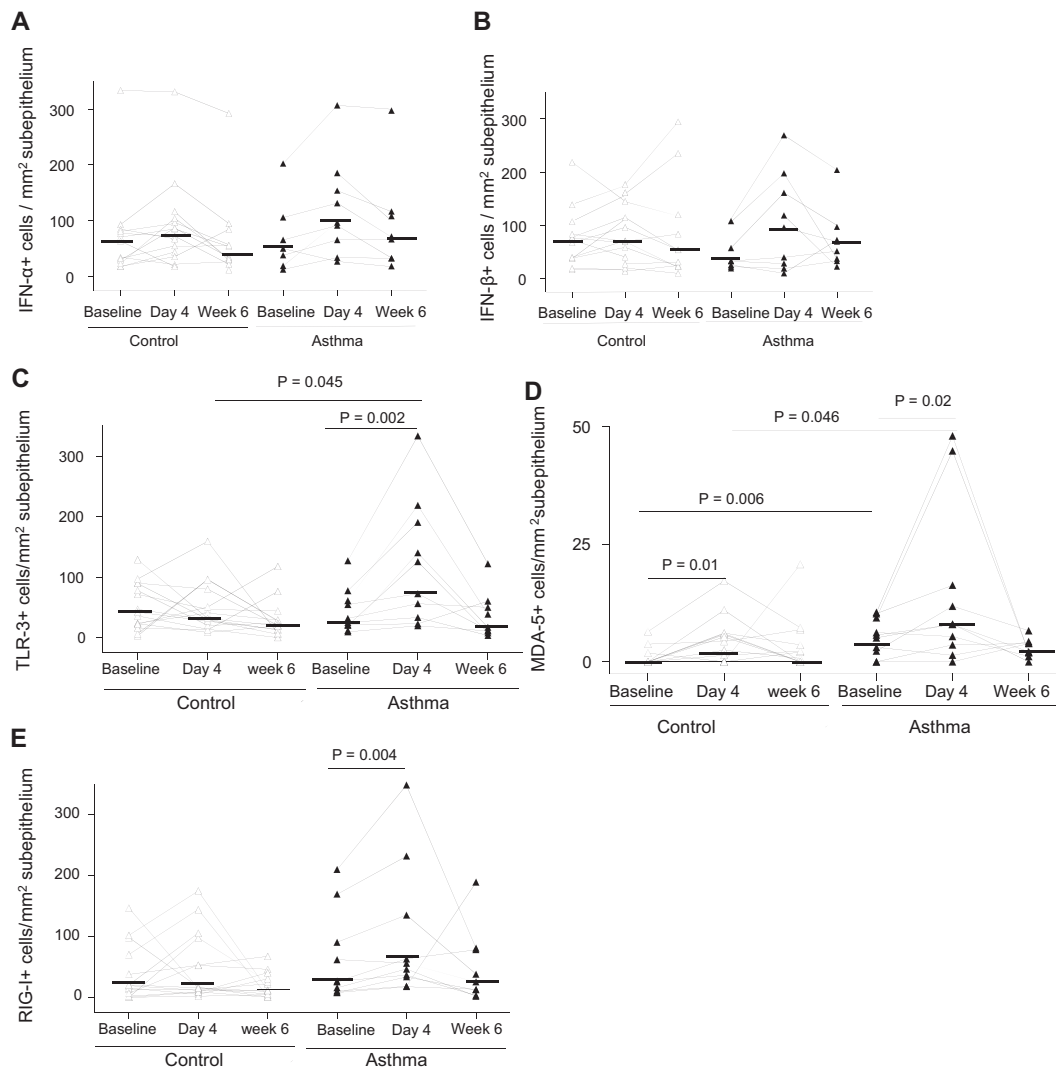 A
IFN-α+ cells / mm² subepithelium
300
200
100
0
Baseline Day 4 Week 6 Baseline Day 4 Week 6
Control Asthma
B
IFN-β+ cells / mm² subepithelium
300
200
100
0
Baseline Day 4 Week 6 Baseline Day 4 Week 6
Control Asthma
C
TLR-3+ cells/mm² subepithelium
P = 0.045
P = 0.002
300
200
100
0
Baseline Day 4 week 6 Baseline Day 4 Week 6
Control Asthma
D
MDA-5+ cells/mm² subepithelium
P = 0.02
P = 0.046
P = 0.006
P = 0.01
50
25
0
Baseline Day 4 week 6 Baseline Day 4 Week 6
Control Asthma
E
RIG-I+ cells/mm² subepithelium
P = 0.004
300
200
100
0
Baseline Day 4 week 6 Baseline Day 4 Week 6
Control Asthma